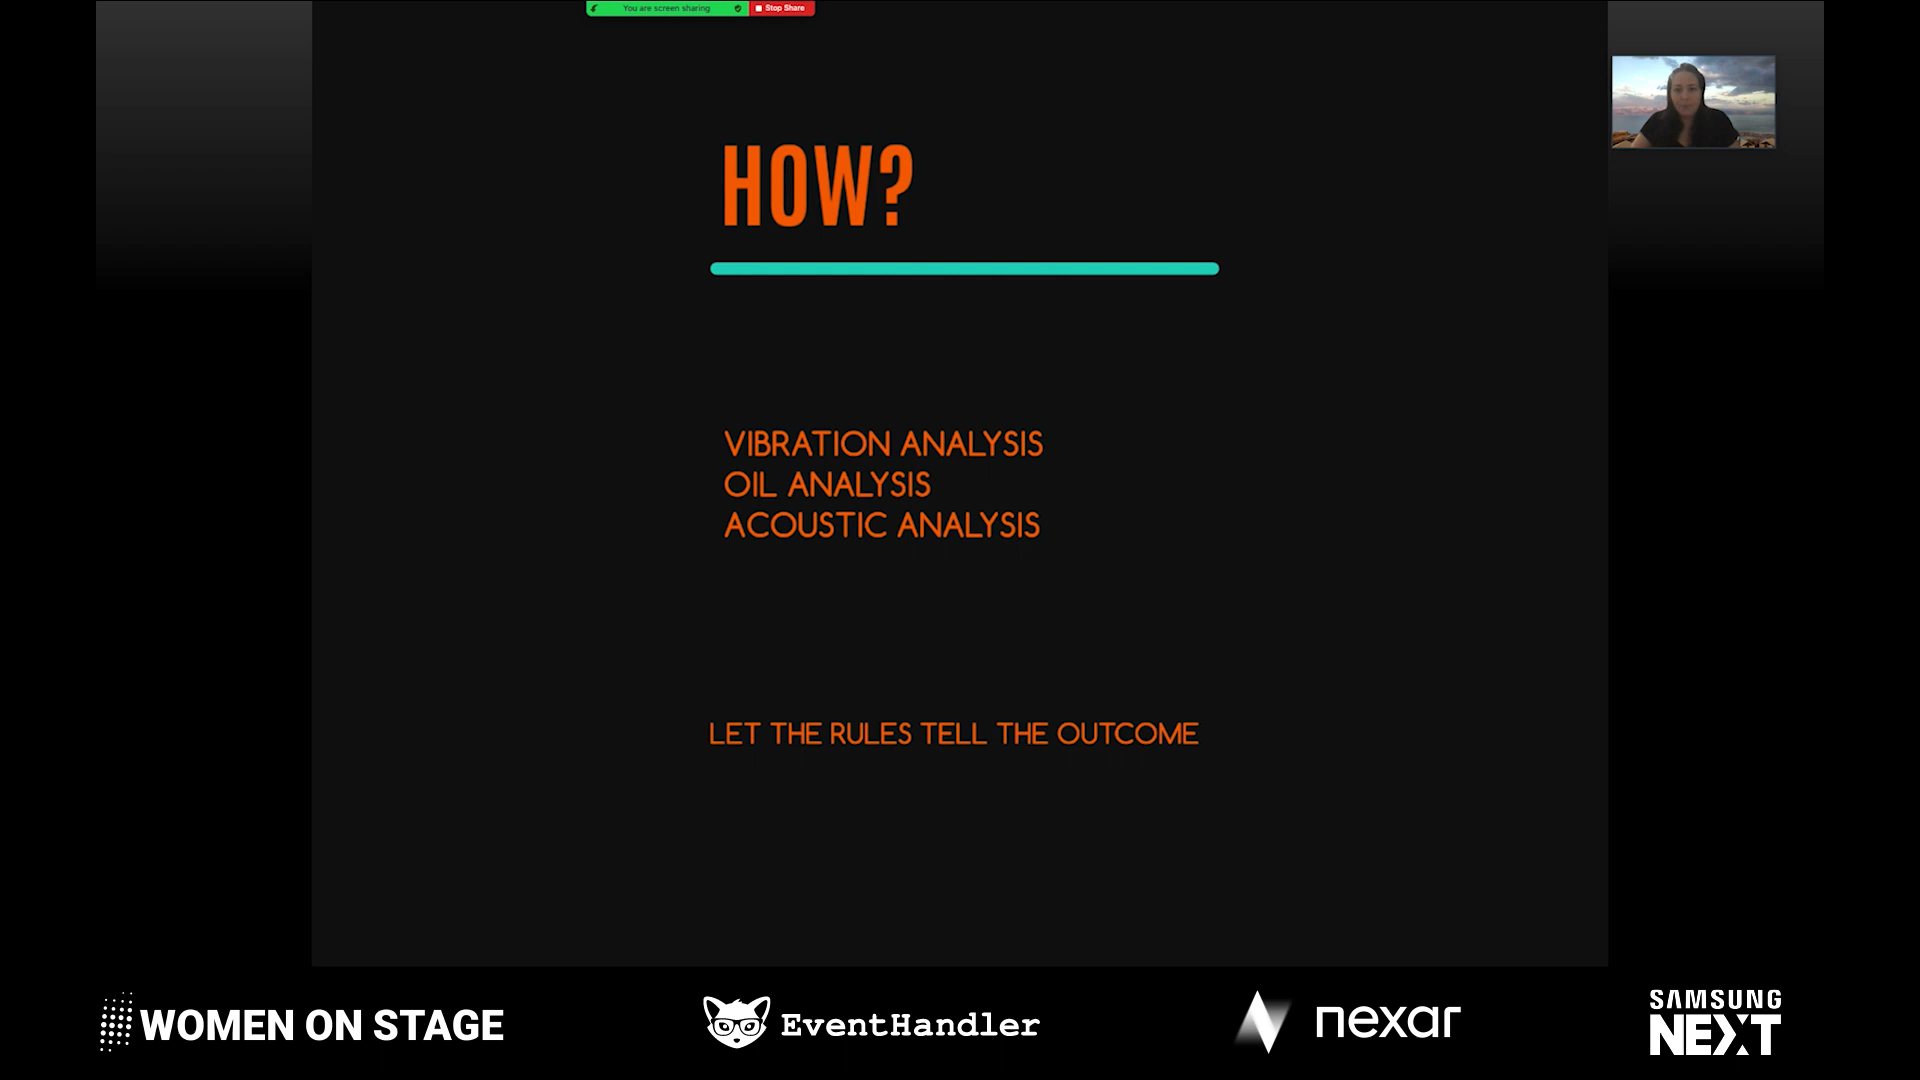 You are screen sharing
Stop Share
HOW?
VIBRATION ANALYSIS
OIL ANALYSIS
ACOUSTIC ANALYSIS
LET THE RULES TELL THE OUTCOME
WOMEN ON STAGE
EventHandler
nexar
SAMSUNG
NEXT